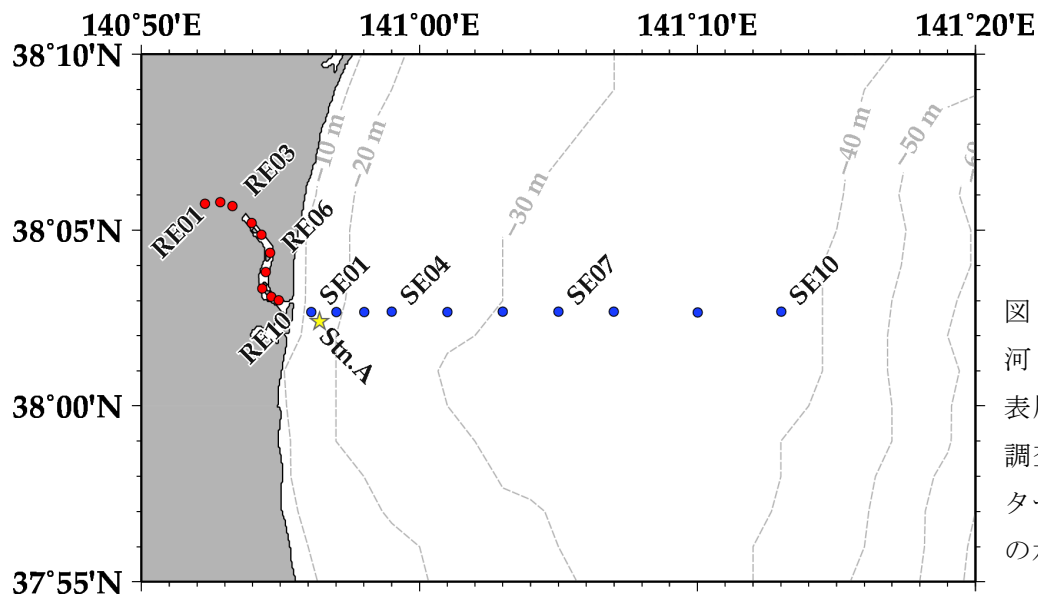 140°50'E 141°00'E 141°10'E 141°20'E
38°10'N
-10 m
-20 m
-30 m
-40 m
-50 m
RE03
RE01
RE06
38°05'N
SE01
SE04
SE07
SE10
RE10
Stn.A
38°00'N
37°55'N
図
河
表
調
タ
の